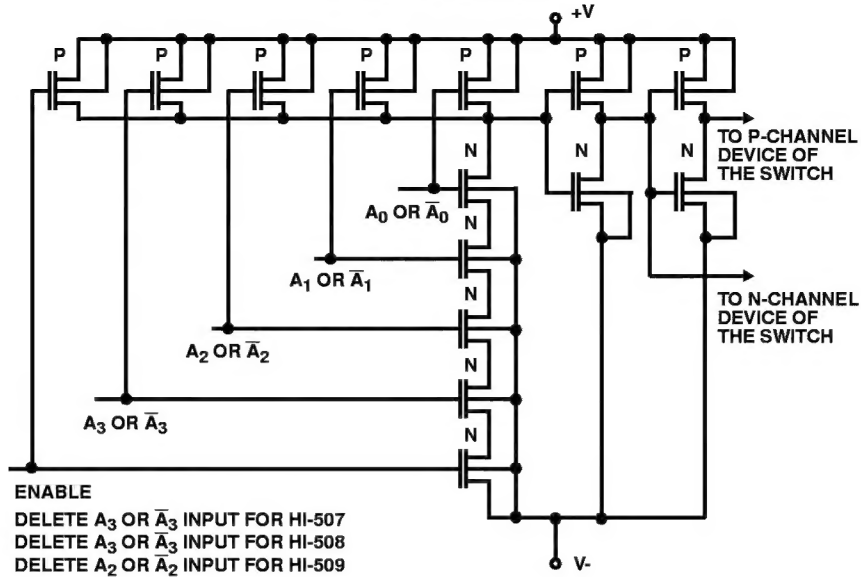 +V
P
P
P
P
P
P
P
TO P-CHANNEL
DEVICE OF
THE SWITCH
N
N
N
A₀ OR A̅₀
N
A₁ OR A̅₁
N
TO N-CHANNEL
DEVICE OF
THE SWITCH
A₂ OR A̅₂
N
A₃ OR A̅₃
N
ENABLE
DELETE A₃ OR A̅₃ INPUT FOR HI-507
DELETE A₃ OR A̅₃ INPUT FOR HI-508
DELETE A₂ OR A̅₂ INPUT FOR HI-509
V-